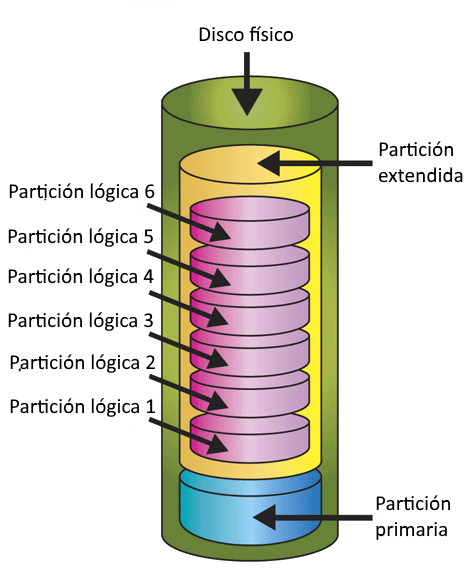 Disco físico
Partición
extendida
Partición lógica 6
Partición lógica 5
Partición lógica 4
Partición lógica 3
P,artición lógica 2
Partición lógica 1
Partición
primaria